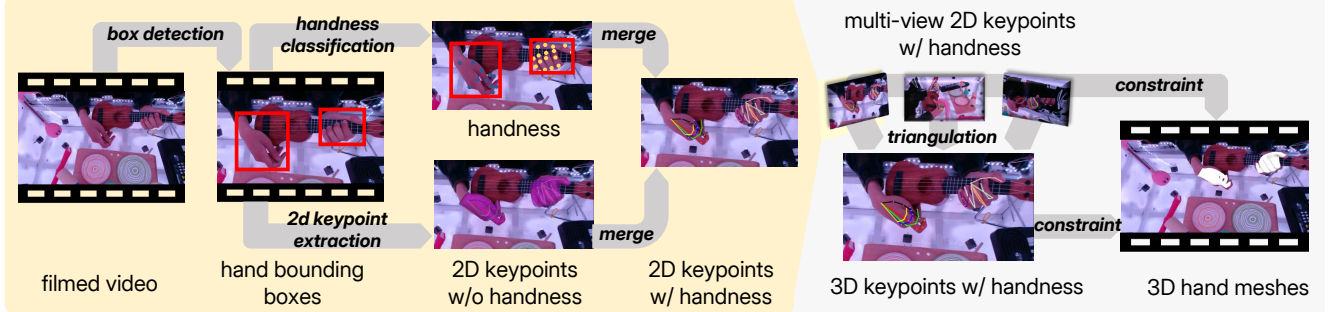 box detection
handness
classification
merge
handness
2d keypoint
extraction
merge
filmed video
hand bounding
boxes
2D keypoints
w/o handness
2D keypoints
w/ handness
multi-view 2D keypoints
w/ handness
constraint
triangulation
constraint
3D keypoints w/ handness
3D hand meshes